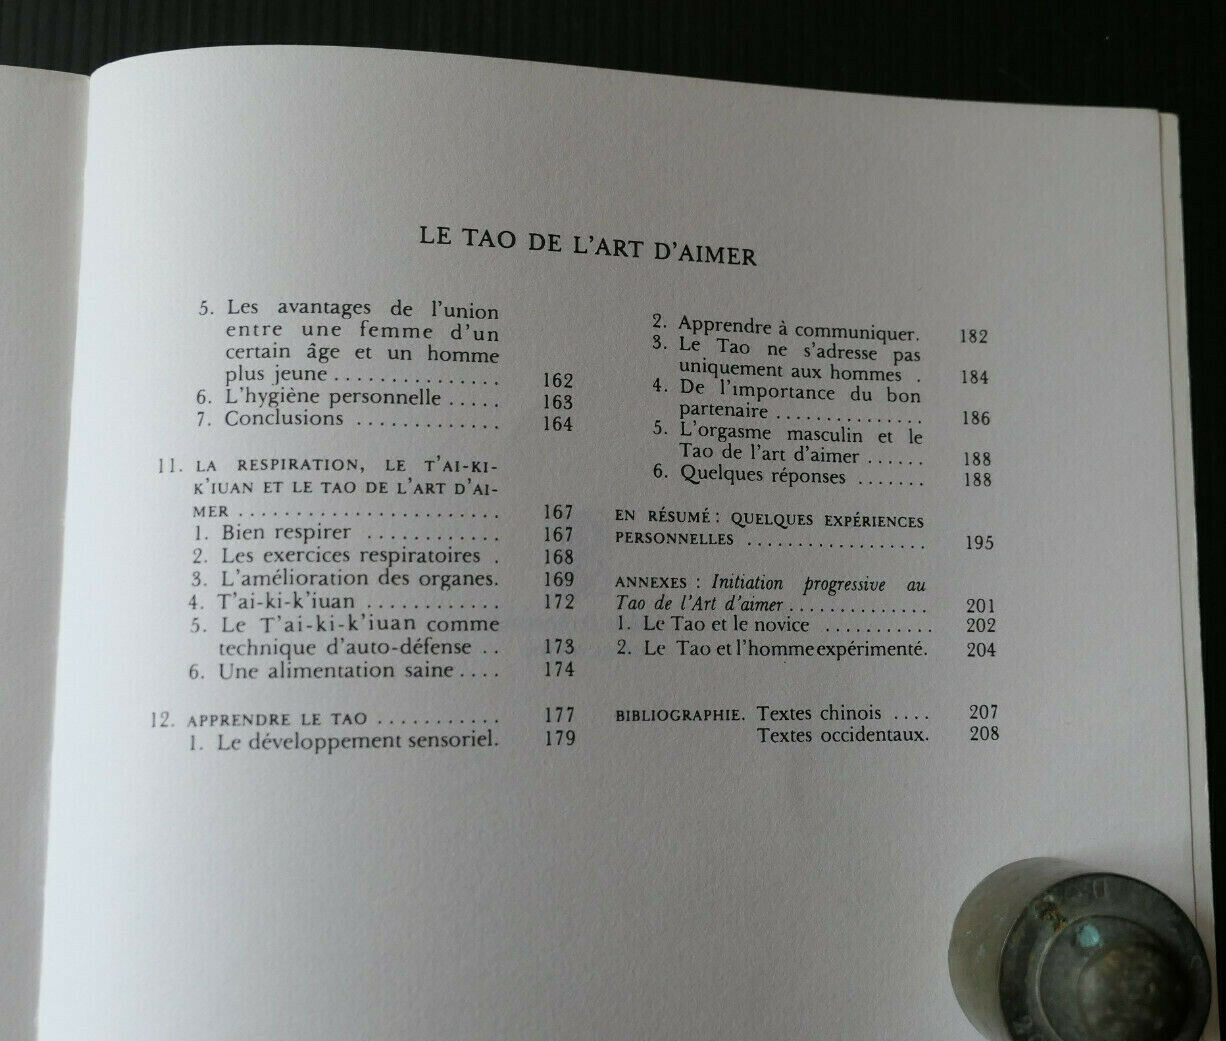 LE TAO DE L'ART D'AIMER
5. Les avantages de l'union
entre une femme d'un
certain âge et un homme
plus jeune . . . . . . . . . . . . . . . 162
6. L'hygiène personnelle . . . . . 163
7. Conclusions . . . . . . . . . . . . . 164
11. LA RESPIRATION, LE T'AI-KI-
K'IUAN ET LE TAO DE L'ART D'AI-
MER . . . . . . . . . . . . . . . . . . . . . . . 167
1. Bien respirer . . . . . . . . . . . . 167
2. Les exercices respiratoires . 168
3. L'amélioration des organes. 169
4. T'ai-ki-k'iuan . . . . . . . . . . . . 172
5. Le T'ai-ki-k'iuan comme
technique d'auto-défense . . 173
6. Une alimentation saine . . . . 174
12. APPRENDRE LE TAO . . . . . . . . . . . 177
1. Le développement sensoriel. 179
2. Apprendre à communiquer. 182
3. Le Tao ne s'adresse pas
uniquement aux hommes . 184
4. De l'importance du bon
partenaire . . . . . . . . . . . . . . . 186
5. L'orgasme masculin et le
Tao de l'art d'aimer . . . . . . 188
6. Quelques réponses . . . . . . . 188
EN RÉSUMÉ : QUELQUES EXPÉRIENCES
PERSONNELLES . . . . . . . . . . . . . . . . . . 195
ANNEXES : Initiation progressive au
Tao de l'Art d'aimer . . . . . . . . . . . . . . 201
1. Le Tao et le novice . . . . . . . . . . . 202
2. Le Tao et l'homme expérimenté. 204
BIBLIOGRAPHIE. Textes chinois . . . . 207
Textes occidentaux. 208